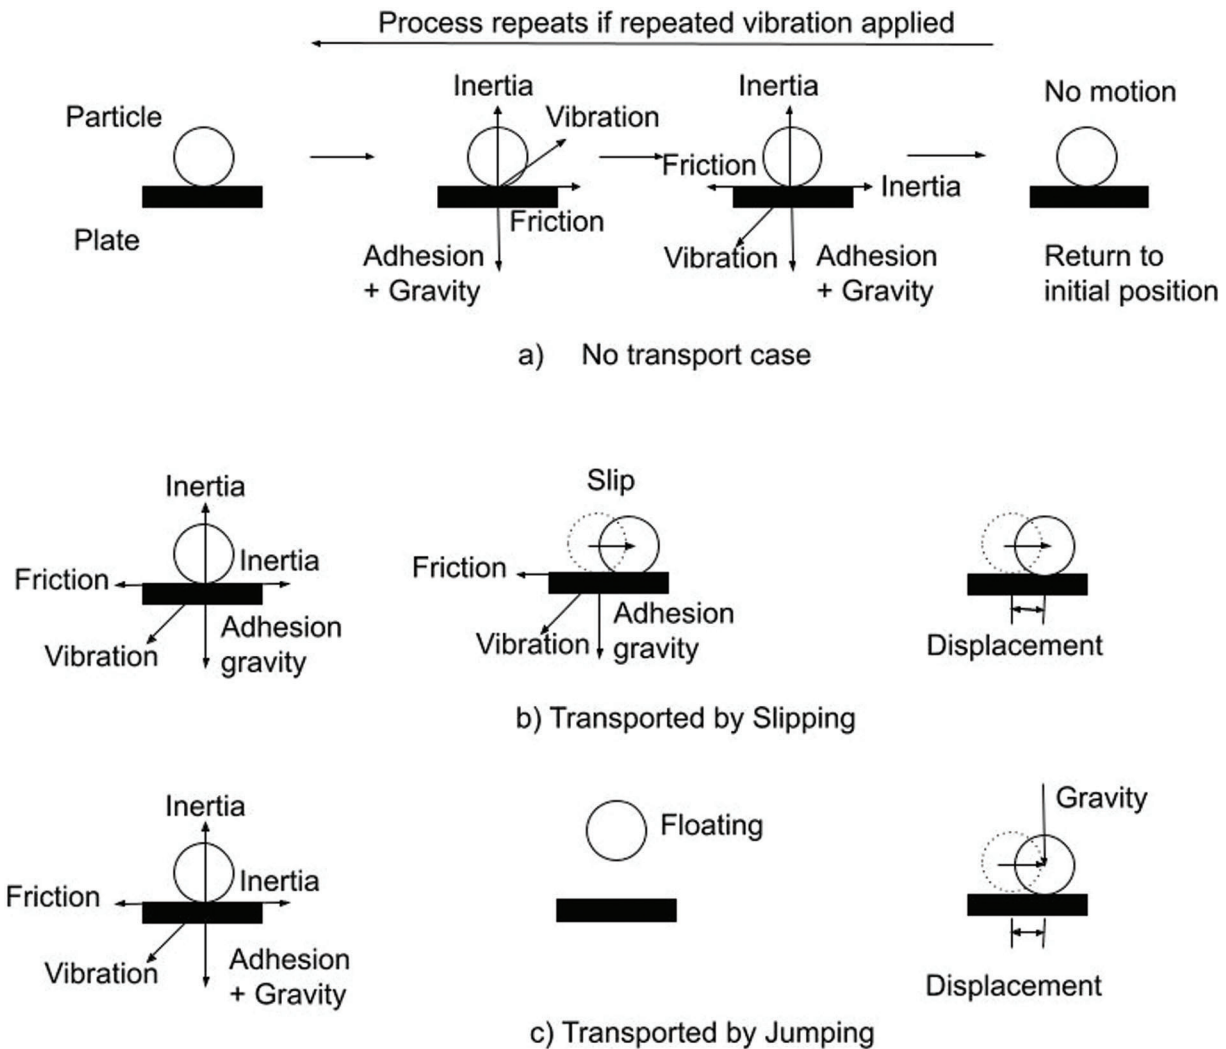 Process repeats if repeated vibration applied
Particle
Plate
Inertia
Vibration
Friction
Adhesion
+ Gravity
Inertia
Friction
Inertia
Vibration
Adhesion
+ Gravity
No motion
Return to
initial position
a) No transport case
Inertia
Inertia
Friction
Vibration
Adhesion
gravity
Slip
Friction
Vibration
Adhesion
gravity
Displacement
b) Transported by Slipping
Inertia
Inertia
Friction
Vibration
Adhesion
+ Gravity
Floating
Gravity
Displacement
c) Transported by Jumping